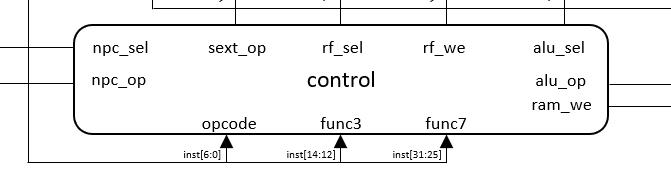 npc_sel sext_op rf_sel rf_we alu_sel
npc_op control alu_op
ram_we
opcode func3 func7
inst[6:0] inst[14:12] inst[31:25]